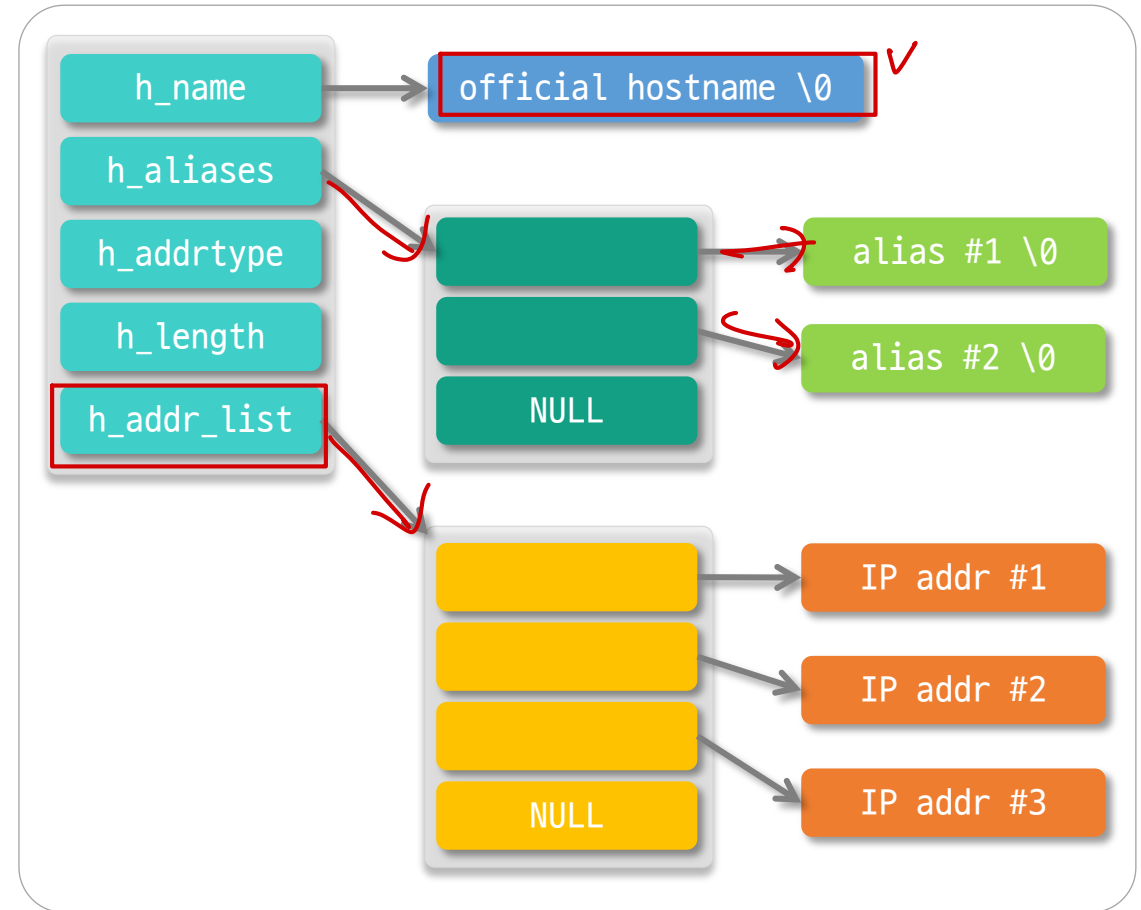 h_name
official hostname \0
h_aliases
h_addrtype
h_length
h_addr_list
alias #1 \0
alias #2 \0
NULL
IP addr #1
IP addr #2
IP addr #3
NULL